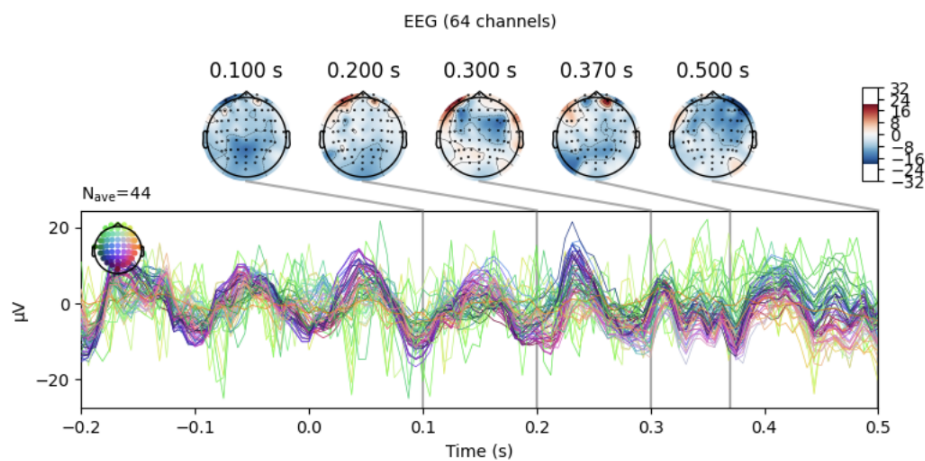 EEG (64 channels)
0.100 s 0.200 s 0.300 s 0.370 s 0.500 s
32
24
16
8
0
−8
−16
−24
−32
Nave=44
20
0
−20
µV
−0.2 −0.1 0.0 0.1 0.2 0.3 0.4 0.5
Time (s)